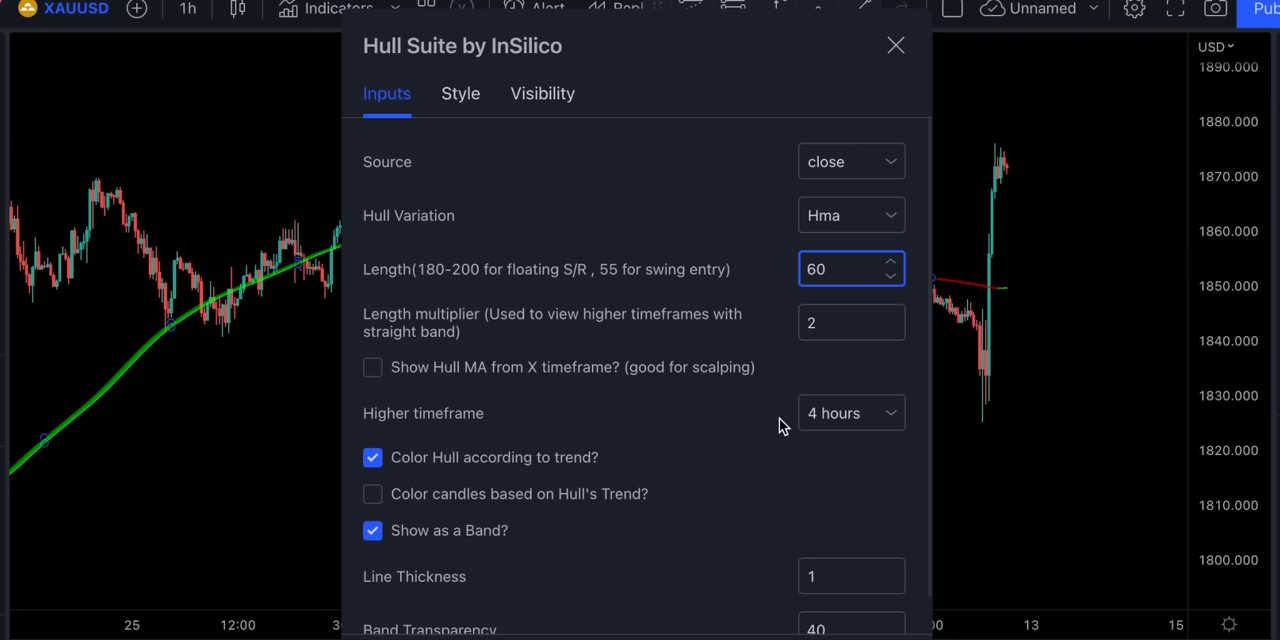 XAUUSD
1h
Indicators
Alert
Unnamed
Pub
Hull Suite by InSilico
Inputs
Style
Visibility
Source
close
Hull Variation
Hma
Length(180-200 for floating S/R , 55 for swing entry)
60
Length multiplier (Used to view higher timeframes with
straight band)
2
Show Hull MA from X timeframe? (good for scalping)
Higher timeframe
4 hours
Color Hull according to trend?
Color candles based on Hull's Trend?
Show as a Band?
Line Thickness
1
Band Transparency
40
USD
1890.000
1880.000
1870.000
1860.000
1850.000
1840.000
1830.000
1820.000
1810.000
1800.000
25
12:00
13
15